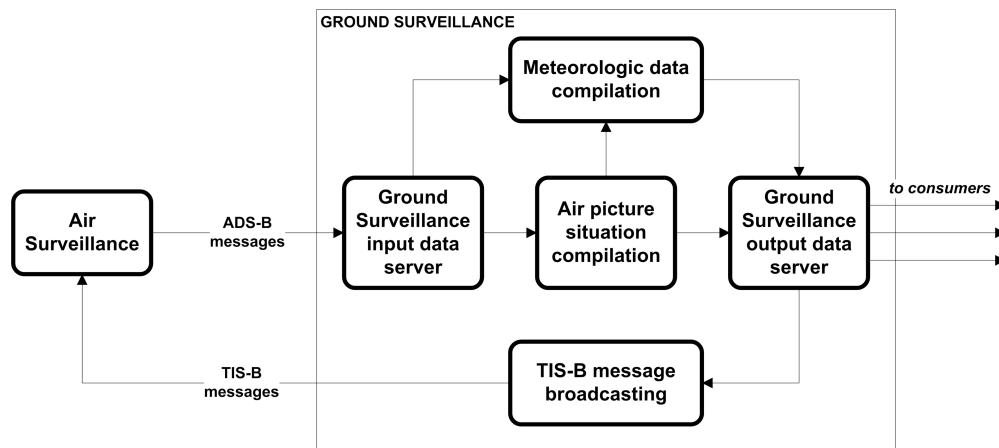 GROUND SURVEILLANCE
Meteorologic data
compilation
Air
Surveillance
ADS-B
messages
Ground
Surveillance
input data
server
Air picture
situation
compilation
Ground
Surveillance
output data
server
to consumers
TIS-B
messages
TIS-B message
broadcasting